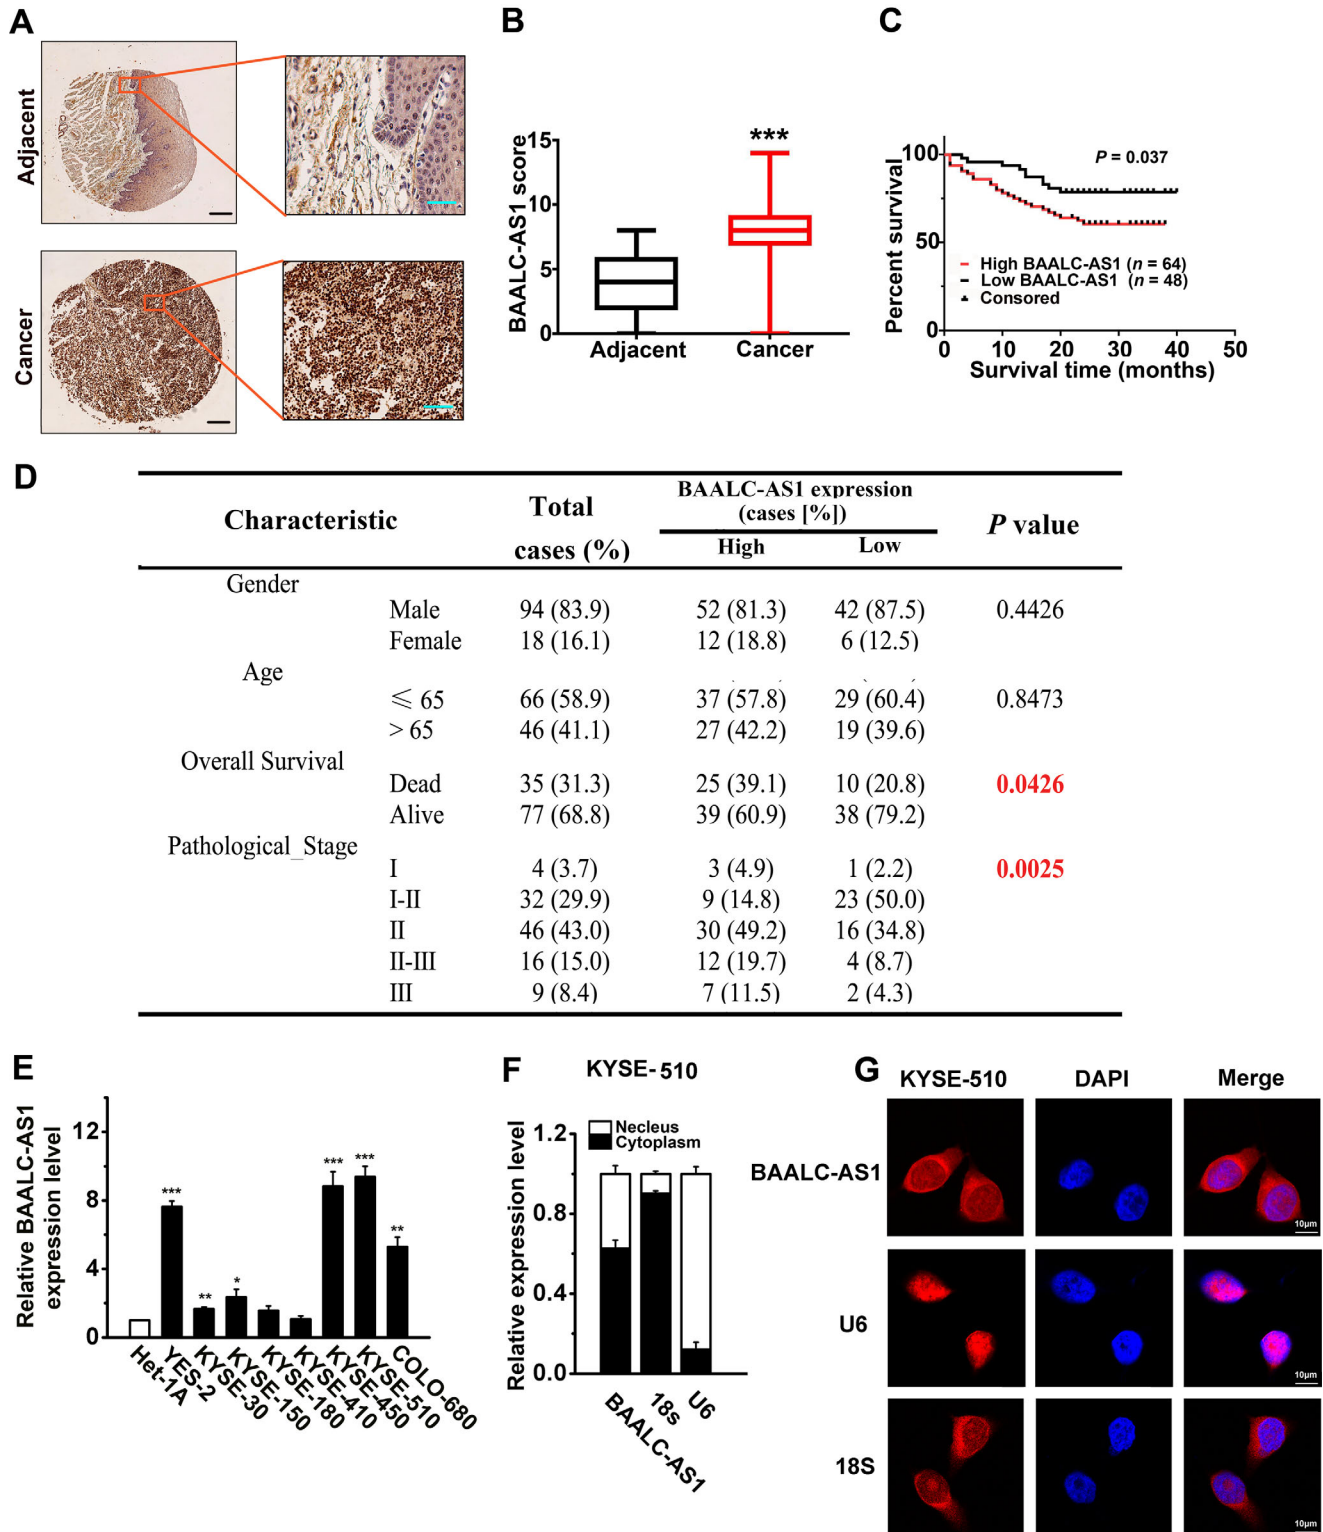 A
Adjacent
Cancer
B
BAALC-AS1 score
15
10
5
0
***
Adjacent
Cancer
C
Percent survival
100
50
0
P = 0.037
High BAALC-AS1 (n = 64)
Low BAALC-AS1 (n = 48)
Consored
0 10 20 30 40 50
Survival time (months)
D
Characteristic
Total cases (%)
BAALC-AS1 expression (cases [%])
High
Low
P value
Gender
Male 94 (83.9) 52 (81.3) 42 (87.5) 0.4426
Female 18 (16.1) 12 (18.8) 6 (12.5)
Age
≤ 65 66 (58.9) 37 (57.8) 29 (60.4) 0.8473
> 65 46 (41.1) 27 (42.2) 19 (39.6)
Overall Survival
Dead 35 (31.3) 25 (39.1) 10 (20.8) 0.0426
Alive 77 (68.8) 39 (60.9) 38 (79.2)
Pathological_Stage
I 4 (3.7) 3 (4.9) 1 (2.2) 0.0025
I-II 32 (29.9) 9 (14.8) 23 (50.0)
II 46 (43.0) 30 (49.2) 16 (34.8)
II-III 16 (15.0) 12 (19.7) 4 (8.7)
III 9 (8.4) 7 (11.5) 2 (4.3)
E
Relative BAALC-AS1
expression lelvel
12
8
4
0
***
**
*
***
***
**
Het-1A
YES-2
KYSE-30
KYSE-150
KYSE-180
KYSE-410
KYSE-450
KYSE-510
COLO-680
F
KYSE-510
Relative expression level
1.2
0.8
0.4
0.0
Necleus
Cytoplasm
BAALC-AS1
18s
U6
G
KYSE-510
DAPI
Merge
BAALC-AS1
10μm
U6
10μm
18S
10μm